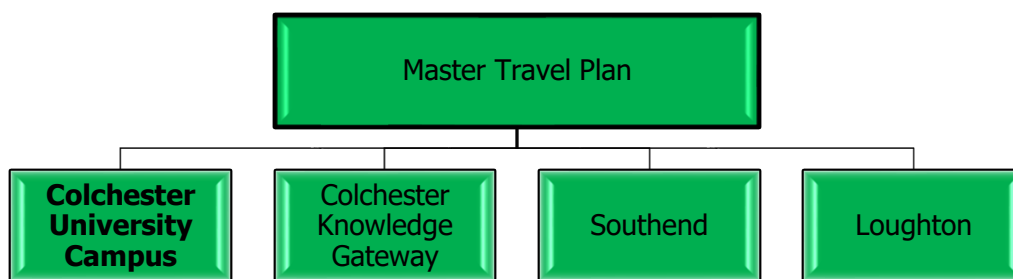 Master Travel Plan
Colchester
University
Campus
Colchester
Knowledge
Gateway
Southend
Loughton